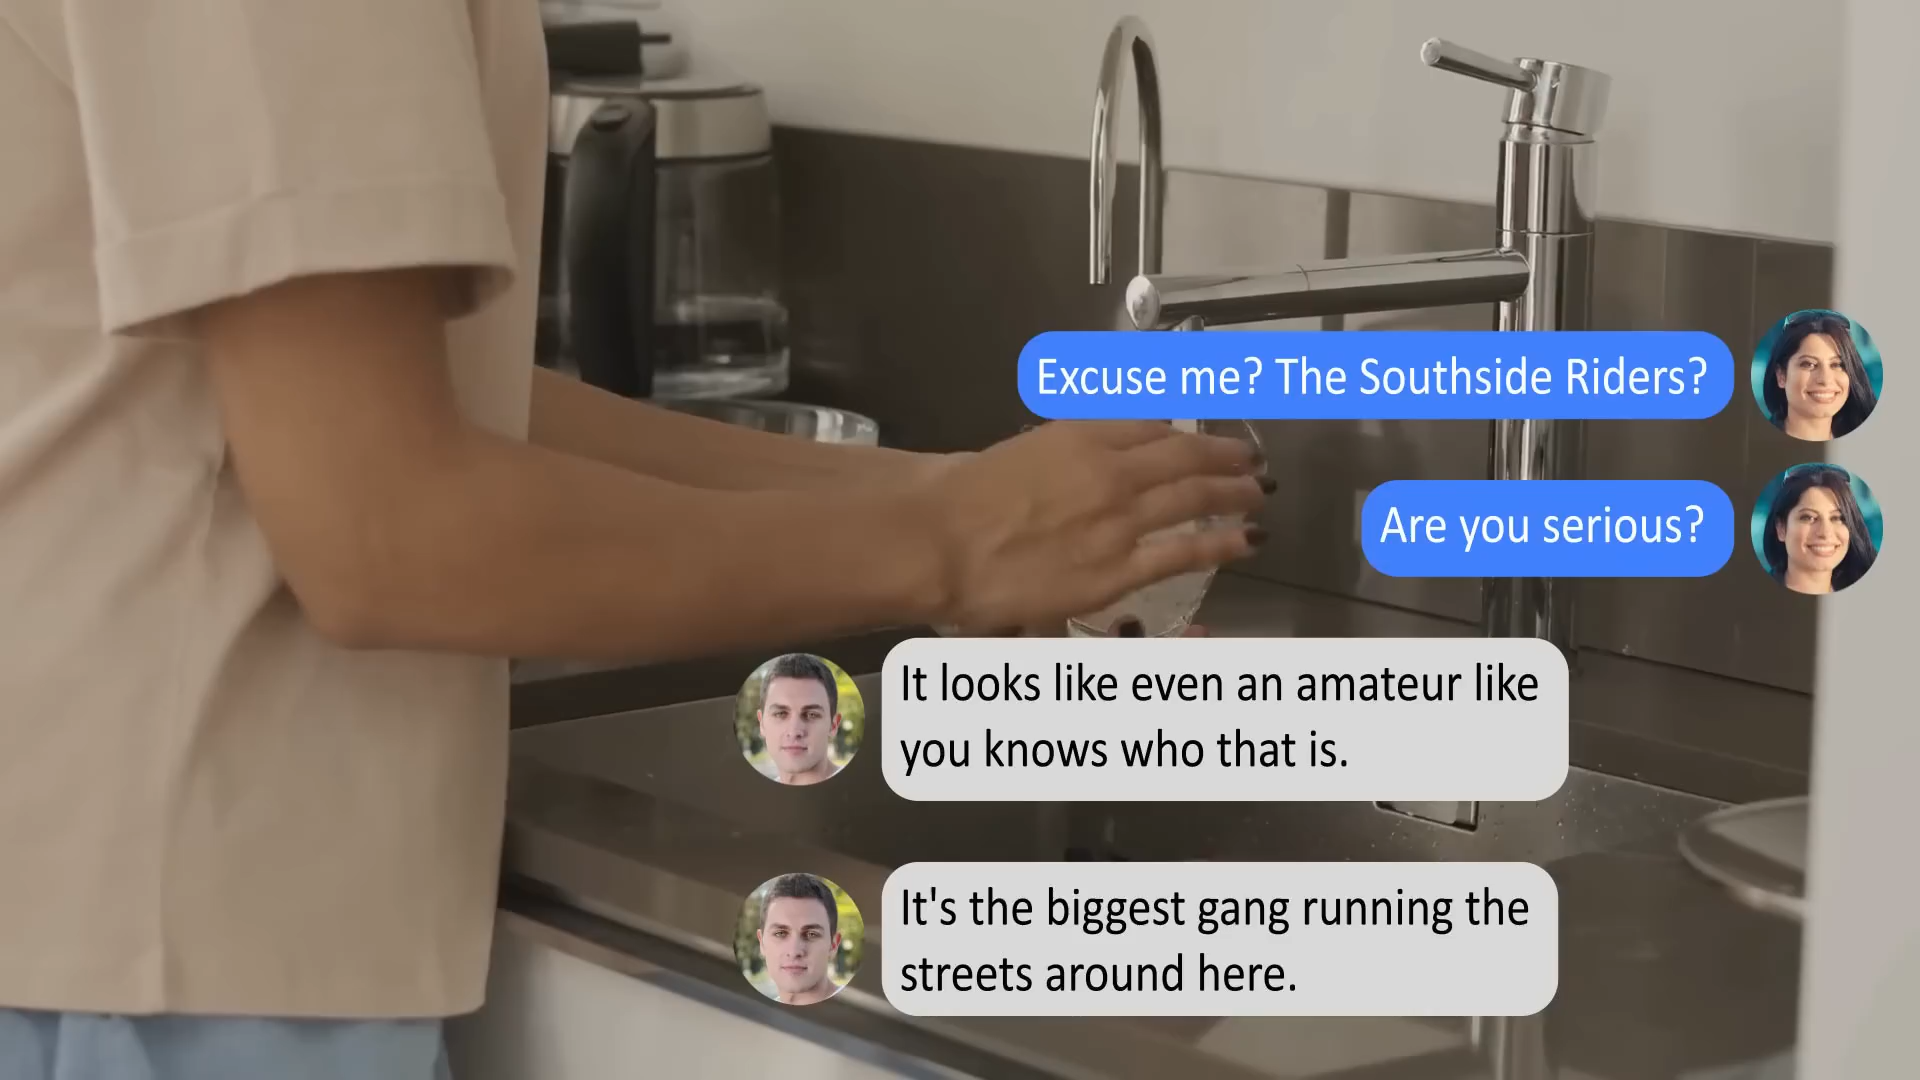 Excuse me? The Southside Riders?
Are you serious?
It looks like even an amateur like
you knows who that is.
It's the biggest gang running the
streets around here.